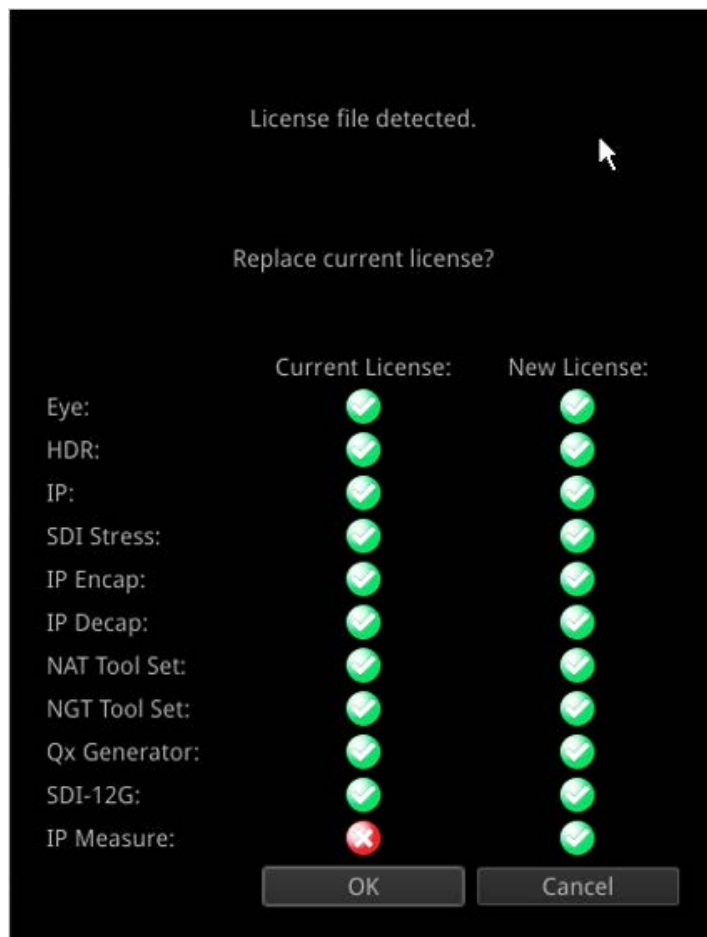 License file detected.
Replace current license?
Current License: New License:
Eye:
HDR:
IP:
SDI Stress:
IP Encap:
IP Decap:
NAT Tool Set:
NGT Tool Set:
Qx Generator:
SDI-12G:
IP Measure:
OK Cancel